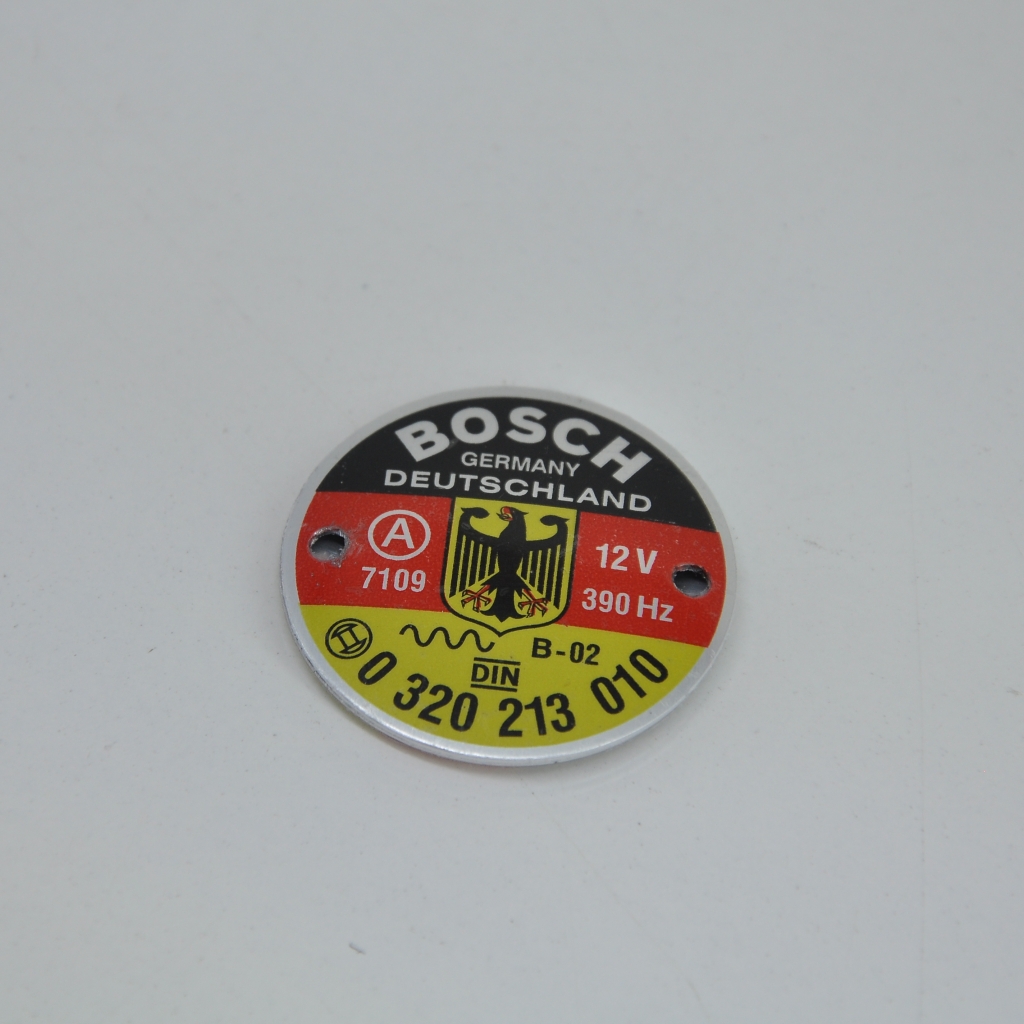 BOSCH
GERMANY
DEUTSCHLAND
A
7109
12 V
390 Hz
B-02
DIN
0 320 213 010